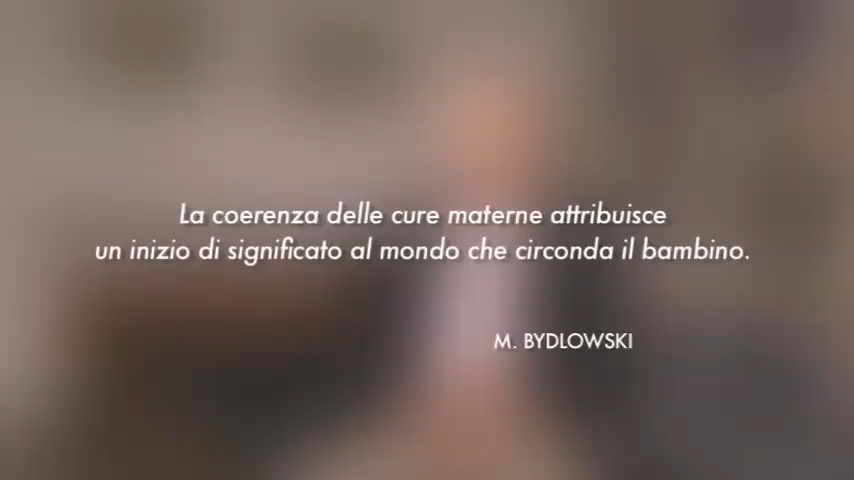 La coerenza delle cure materne attribuisce
un inizio di significato al mondo che circonda il bambino.
M. BYDLOWSKI